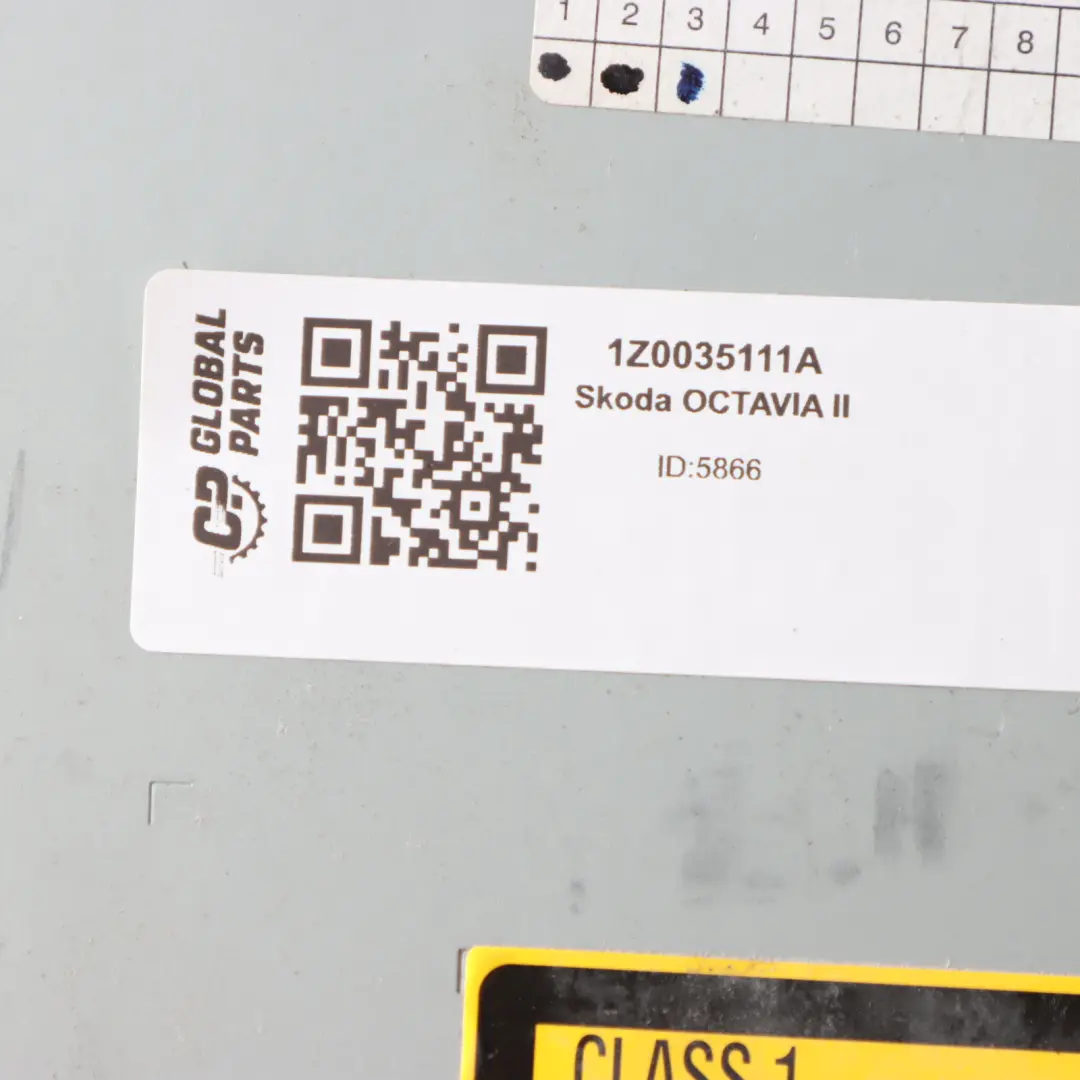 1 2 3 4 5 6 7 8
GLOBAL
PARTS
1Z0035111A
Skoda OCTAVIA II
ID:5866
CLASS 1